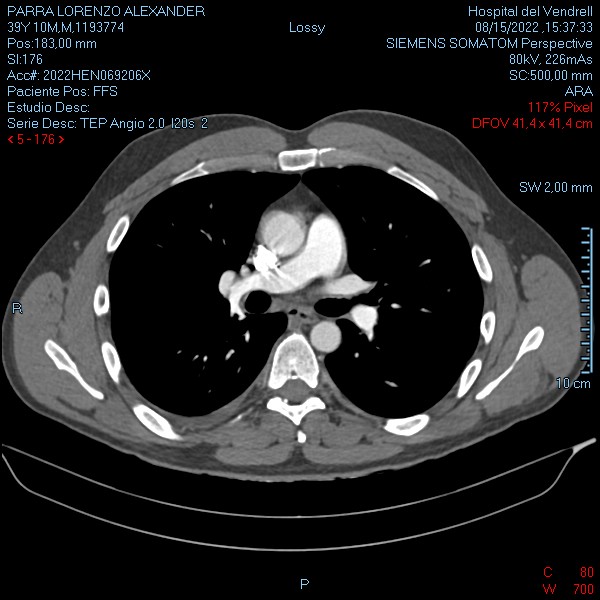 PARRA LORENZO ALEXANDER
39Y 10M,M,1193774
Pos:183,00 mm
SI:176
Acc#: 2022HEN069206X
Paciente Pos: FFS
Estudio Desc:
Serie Desc: TEP Angio 2.0 I20s 2
< 5 - 176 >
Lossy
Hospital del Vendrell
08/15/2022 ,15:37:33
SIEMENS SOMATOM Perspective
80kV, 226mAs
SC:500,00 mm
ARA
117% Pixel
DFOV 41,4 x 41,4 cm
SW 2,00 mm
R
10 cm
P
C 80
W 700